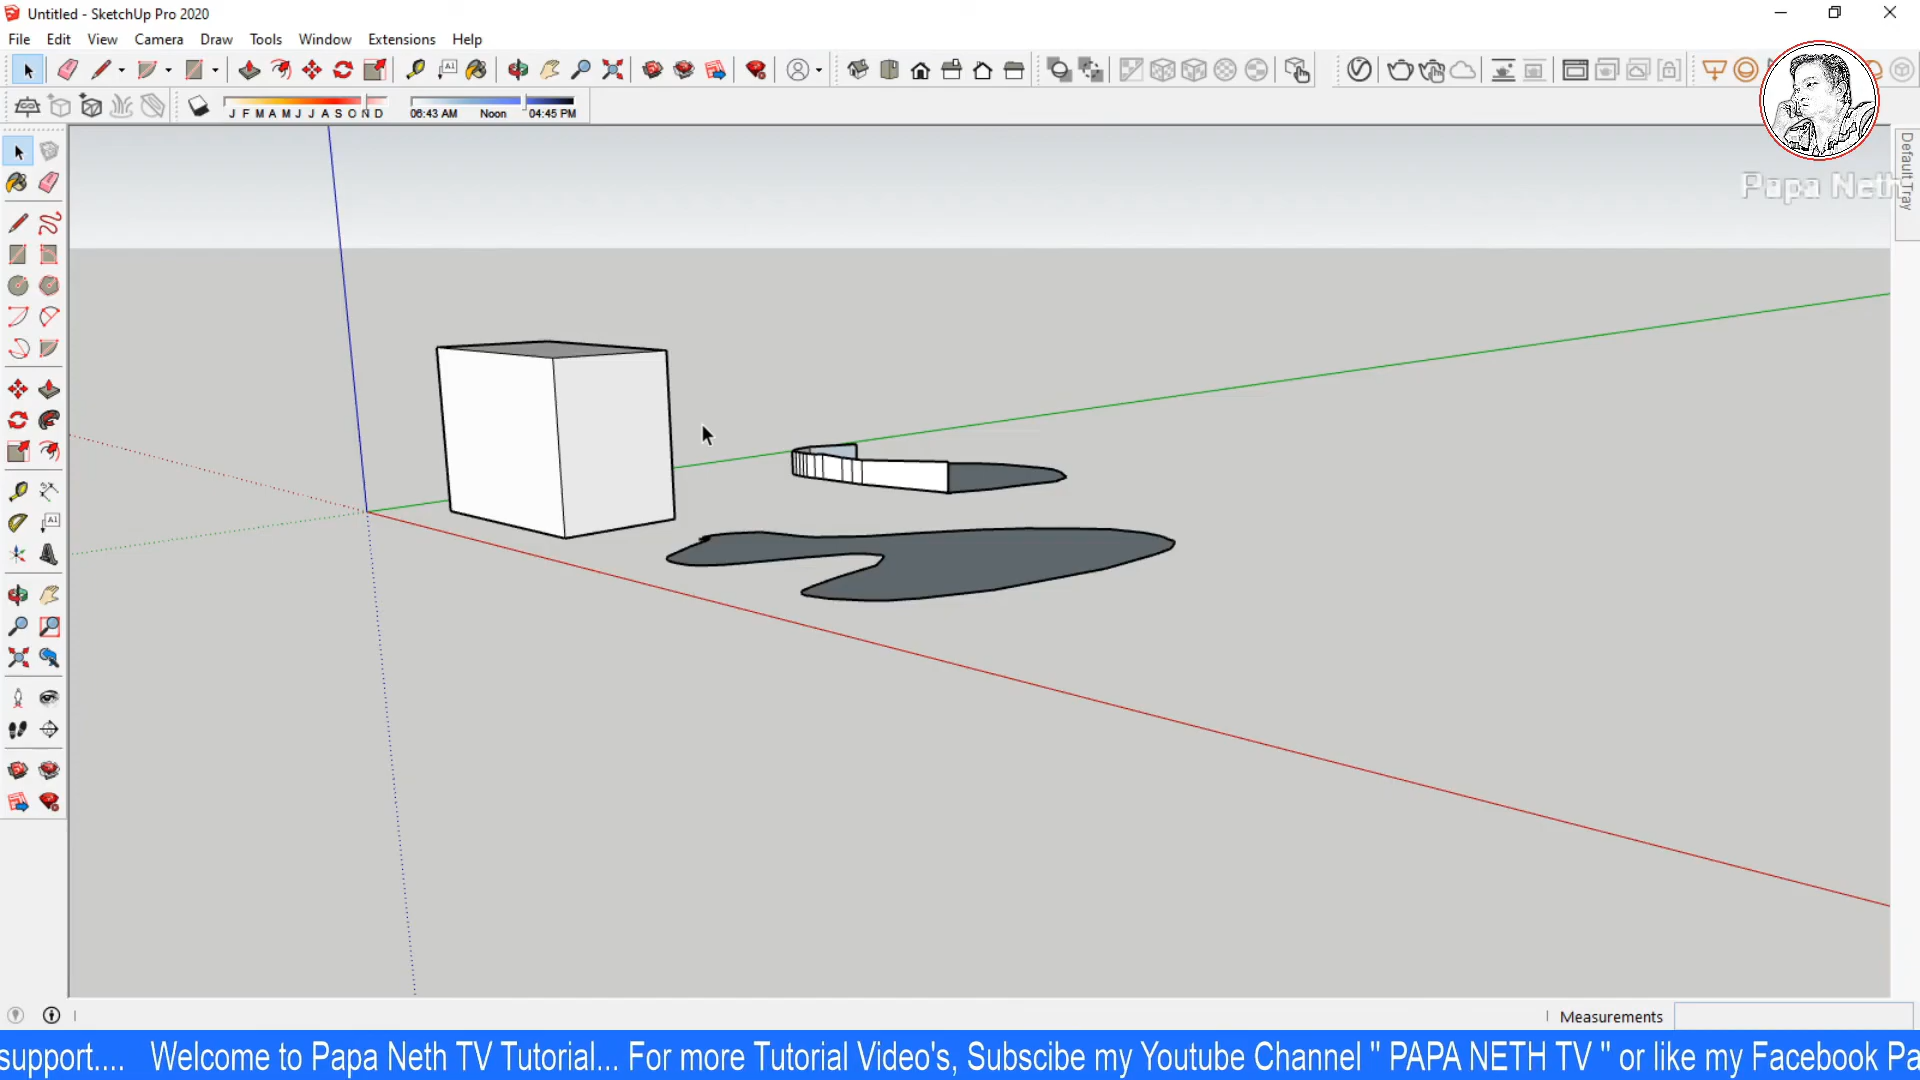 Untitled - SketchUp Pro 2020
File Edit View Camera Draw Tools Window Extensions Help
J F M A M J J A S O N D 06:43 AM Noon 04:45 PM
Default Tray
Papa Neth
Measurements
support.... Welcome to Papa Neth TV Tutorial... For more Tutorial Video's, Subscibe my Youtube Channel " PAPA NETH TV " or like my Facebook Pa